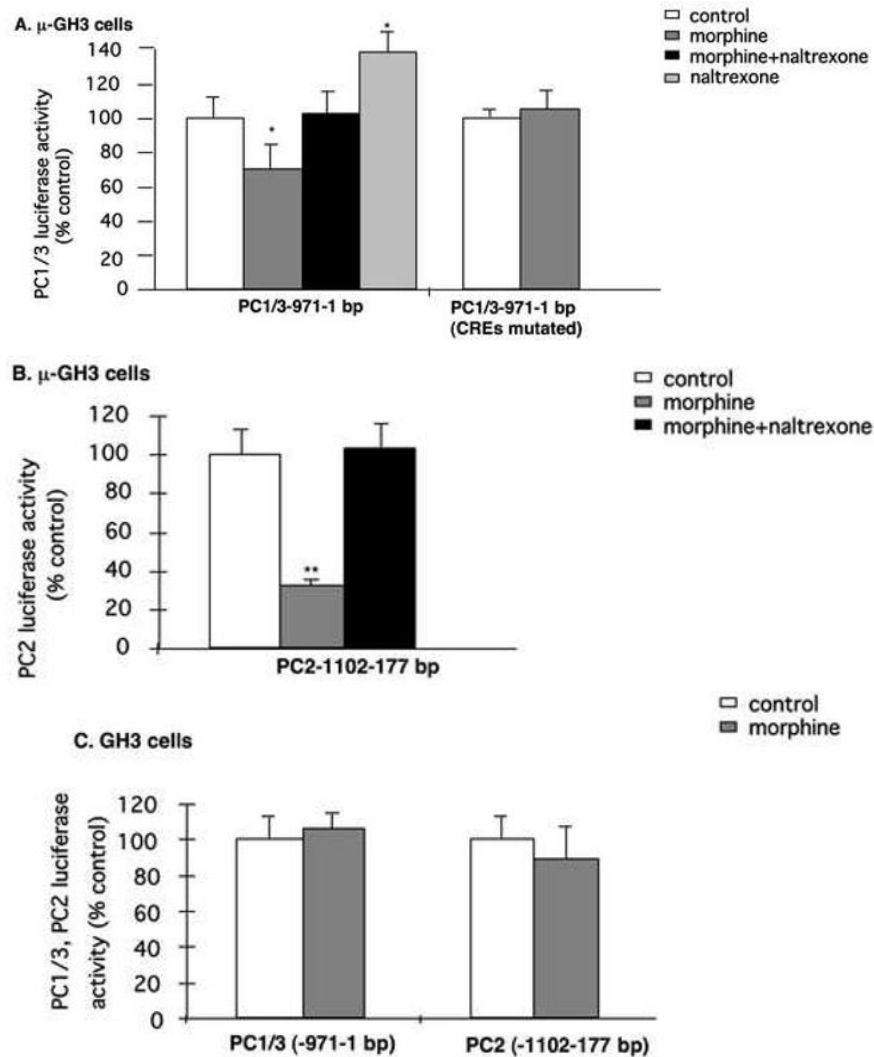 A. μ-GH3 cells
control
morphine
morphine+naltrexone
naltrexone
PC1/3 luciferase activity
(% control)
140
120
100
80
60
40
20
0
*
*
PC1/3-971-1 bp
PC1/3-971-1 bp
(CREs mutated)
B. μ-GH3 cells
control
morphine
morphine+naltrexone
PC2 luciferase activity
(% control)
120
100
80
60
40
20
0
**
PC2-1102-177 bp
control
morphine
C. GH3 cells
PC1/3, PC2 luciferase
activity (% control)
120
100
80
60
40
20
0
PC1/3 (-971-1 bp)
PC2 (-1102-177 bp)